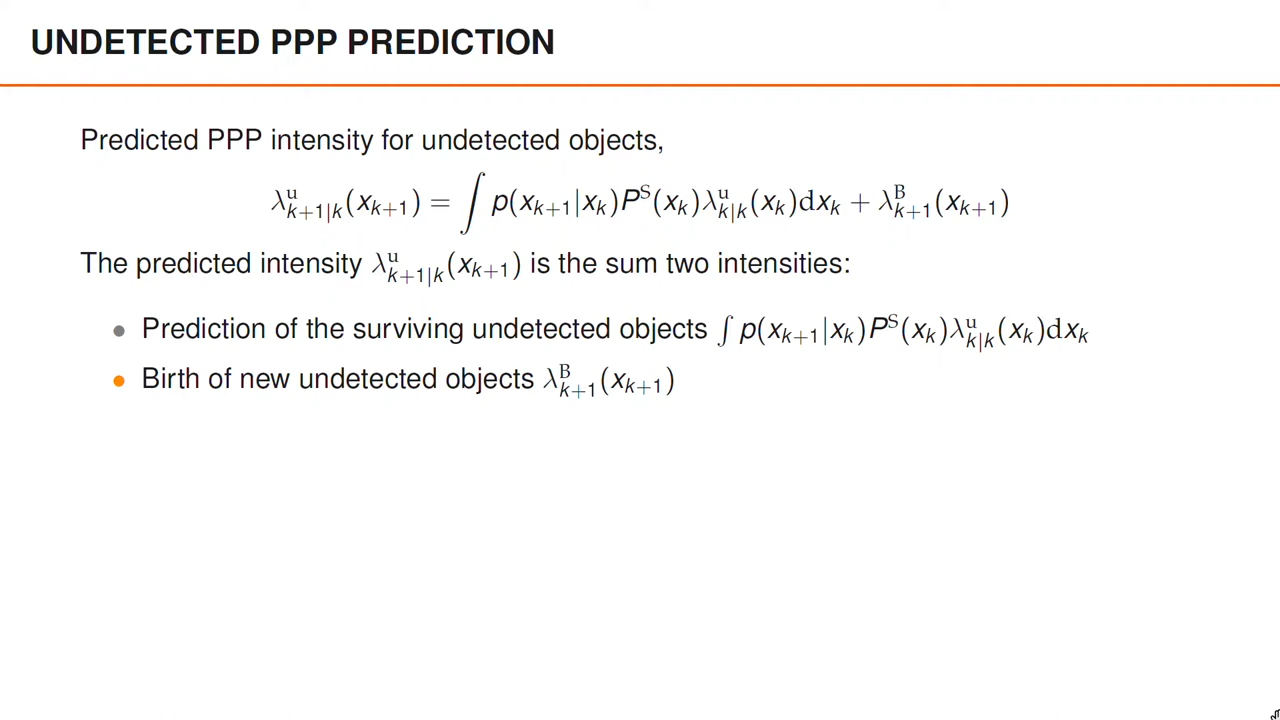 UNDETECTED PPP PREDICTION
Predicted PPP intensity for undetected objects,
λ^u_{k+1|k}(x_{k+1}) = ∫ p(x_{k+1}|x_k)P^S(x_k)λ^u_{k|k}(x_k)dx_k + λ^B_{k+1}(x_{k+1})
The predicted intensity λ^u_{k+1|k}(x_{k+1}) is the sum two intensities:
• Prediction of the surviving undetected objects ∫ p(x_{k+1}|x_k)P^S(x_k)λ^u_{k|k}(x_k)dx_k
• Birth of new undetected objects λ^B_{k+1}(x_{k+1})